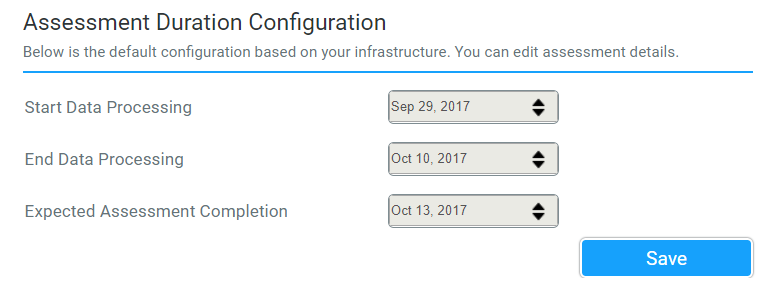 Assessment Duration Configuration
Below is the default configuration based on your infrastructure. You can edit assessment details.
Start Data Processing Sep 29, 2017
End Data Processing Oct 10, 2017
Expected Assessment Completion Oct 13, 2017
Save